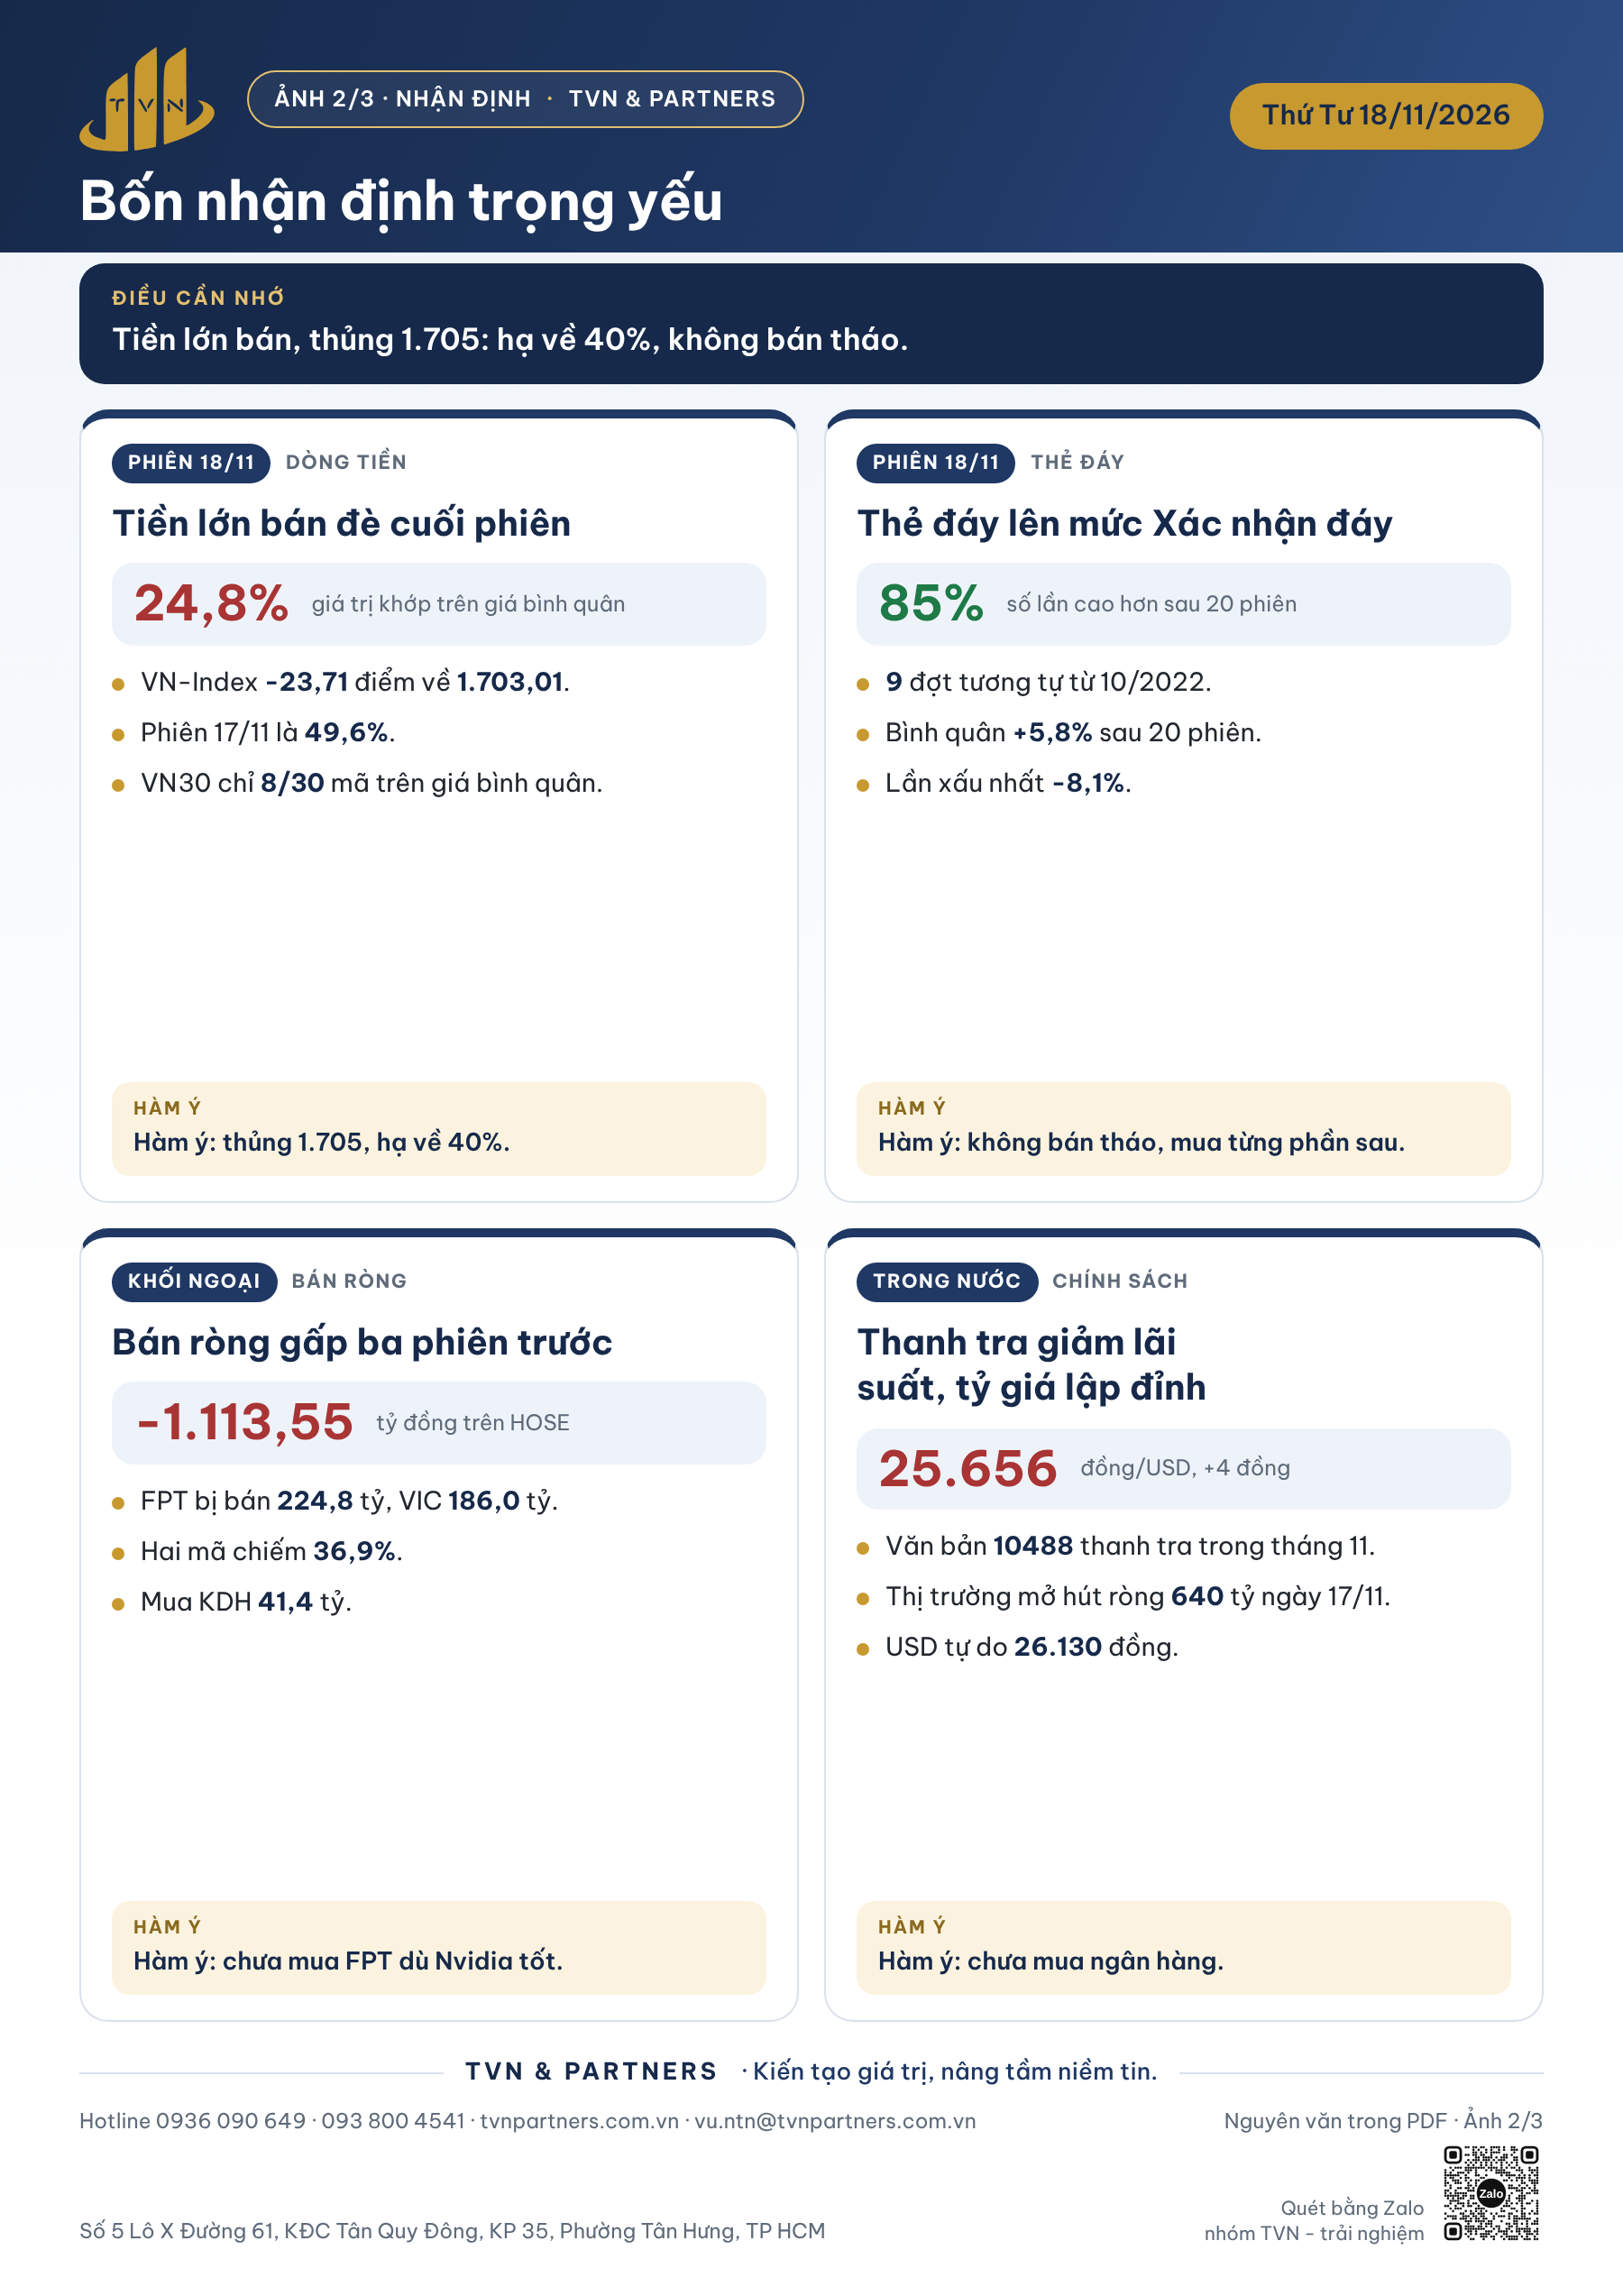 TVN
ẢNH 2/3 · NHẬN ĐỊNH · TVN & PARTNERS
Thứ Tư 18/11/2026
Bốn nhận định trọng yếu
ĐIỀU CẦN NHỚ
Tiền lớn bán, thủng 1.705: hạ về 40%, không bán tháo.
PHIÊN 18/11 DÒNG TIỀN
Tiền lớn bán đè cuối phiên
24,8% giá trị khớp trên giá bình quân
VN-Index -23,71 điểm về 1.703,01.
Phiên 17/11 là 49,6%.
VN30 chỉ 8/30 mã trên giá bình quân.
HÀM Ý
Hàm ý: thủng 1.705, hạ về 40%.
PHIÊN 18/11 THẺ ĐÁY
Thẻ đáy lên mức Xác nhận đáy
85% số lần cao hơn sau 20 phiên
9 đợt tương tự từ 10/2022.
Bình quân +5,8% sau 20 phiên.
Lần xấu nhất -8,1%.
HÀM Ý
Hàm ý: không bán tháo, mua từng phần sau.
KHỐI NGOẠI BÁN RÒNG
Bán ròng gấp ba phiên trước
-1.113,55 tỷ đồng trên HOSE
FPT bị bán 224,8 tỷ, VIC 186,0 tỷ.
Hai mã chiếm 36,9%.
Mua KDH 41,4 tỷ.
HÀM Ý
Hàm ý: chưa mua FPT dù Nvidia tốt.
TRONG NƯỚC CHÍNH SÁCH
Thanh tra giảm lãi
suất, tỷ giá lập đỉnh
25.656 đồng/USD, +4 đồng
Văn bản 10488 thanh tra trong tháng 11.
Thị trường mở hút ròng 640 tỷ ngày 17/11.
USD tự do 26.130 đồng.
HÀM Ý
Hàm ý: chưa mua ngân hàng.
TVN & PARTNERS · Kiến tạo giá trị, nâng tầm niềm tin.
Hotline 0936 090 649 · 093 800 4541 · tvnpartners.com.vn · vu.ntn@tvnpartners.com.vn
Nguyên văn trong PDF · Ảnh 2/3
Zalo
Quét bằng Zalo
nhóm TVN - trải nghiệm
Số 5 Lô X Đường 61, KĐC Tân Quy Đông, KP 35, Phường Tân Hưng, TP HCM